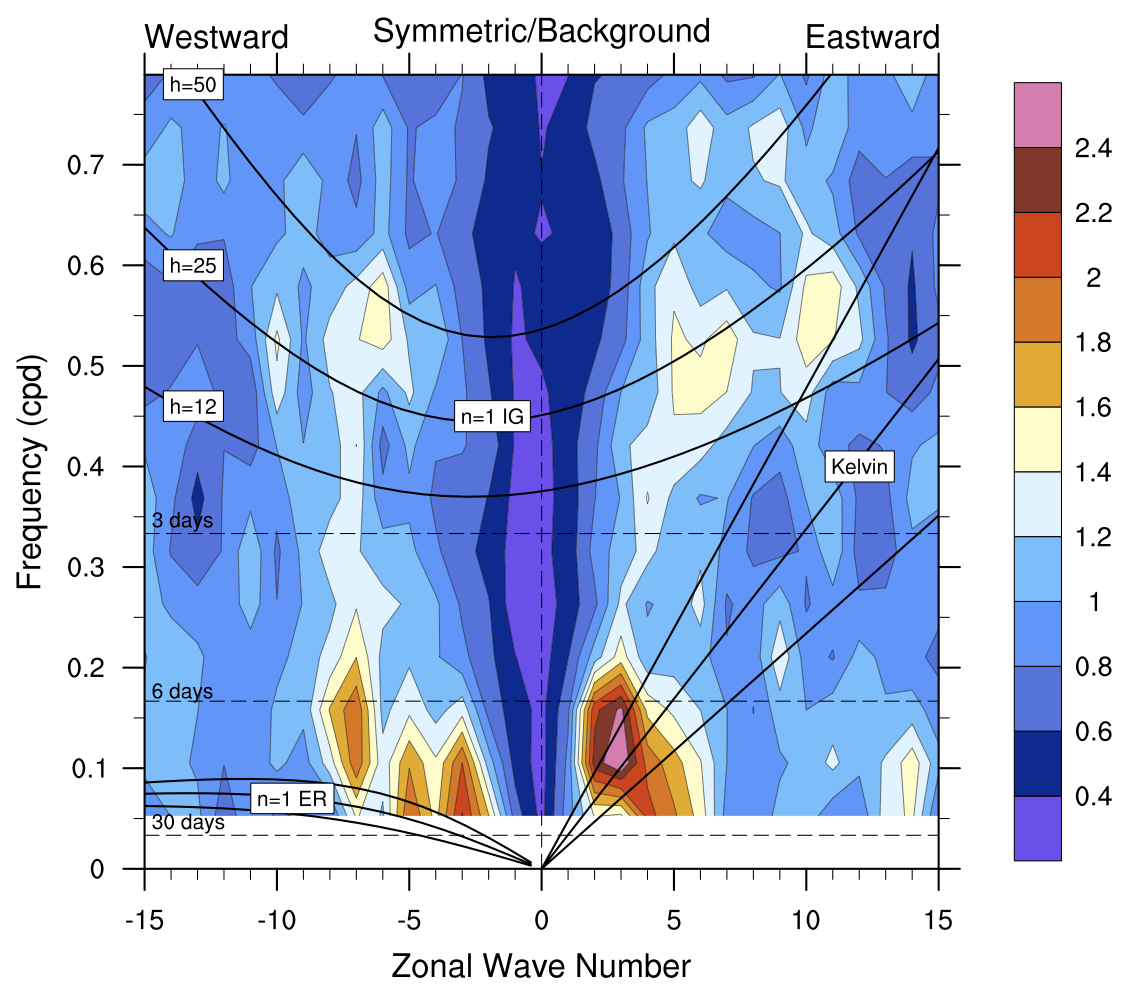 Westward Symmetric/Background Eastward
h=50
0.7
2.4
2.2
h=25
0.6
2
1.8
0.5
1.6
h=12
n=1 IG
Frequency (cpd)
0.4
Kelvin
1.4
3 days
1.2
0.3
1
0.2
0.8
6 days
0.6
0.1
n=1 ER
0.4
30 days
0
-15 -10 -5 0 5 10 15
Zonal Wave Number